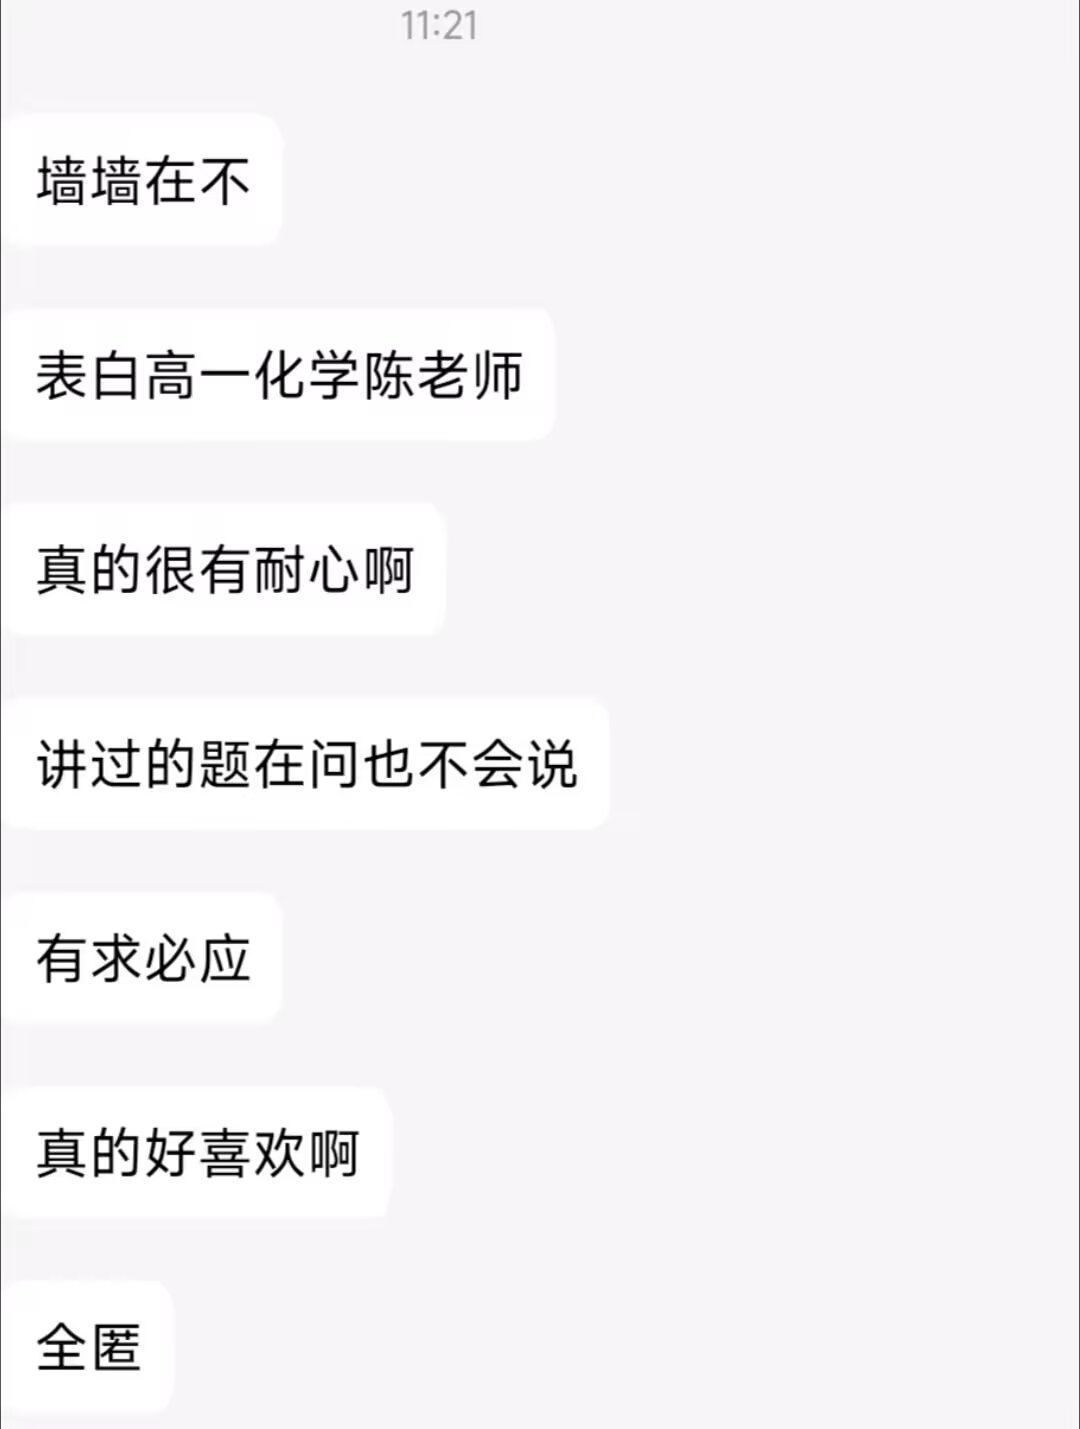 11:21
墙墙在不
表白高一化学陈老师
真的很有耐心啊
讲过的题在问也不会说
有求必应
真的好喜欢啊
全匿